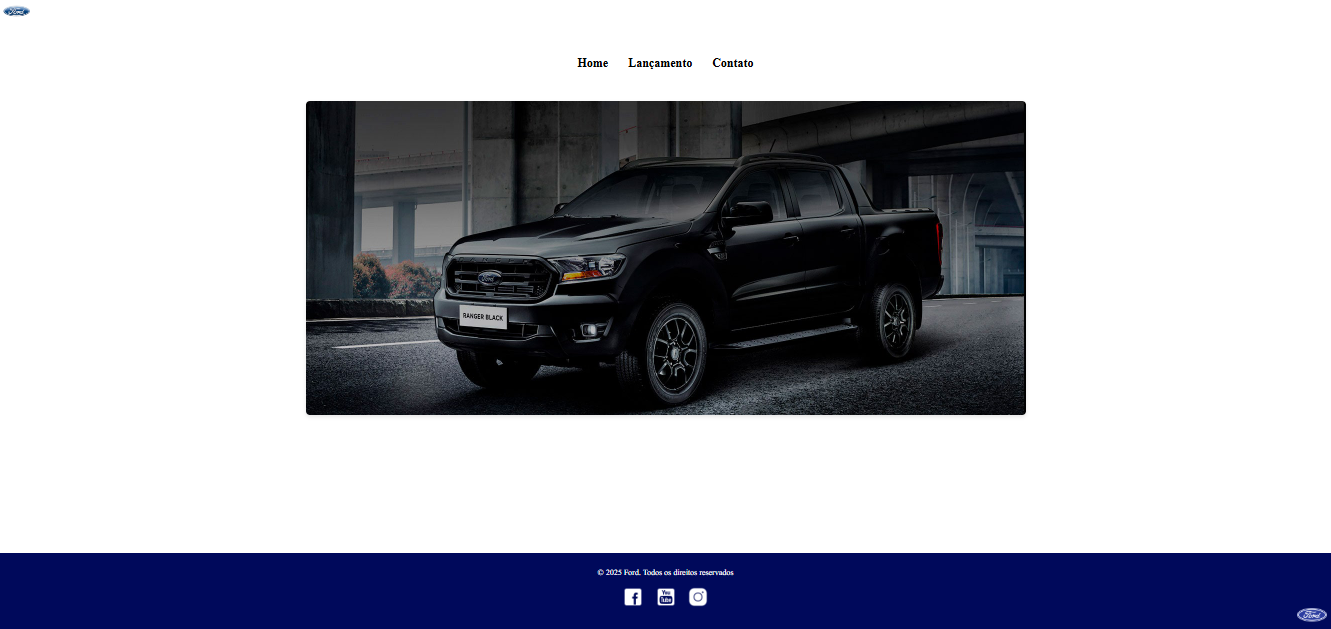 Ford
Home Lançamento Contato
Ford
RANGER BLACK
© 2025 Ford. Todos os direitos reservados
You
Tube
Ford